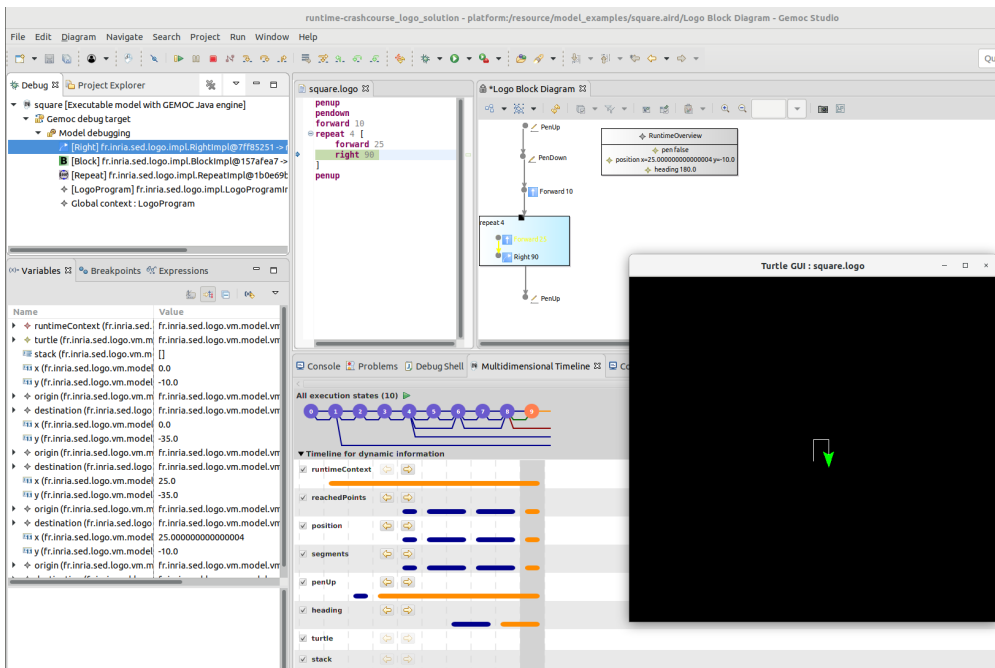 runtime-crashcourse_logo_solution - platform:/resource/model_examples/square.aird/Logo Block Diagram - Gemoc Studio
File Edit Diagram Navigate Search Project Run Window Help
Qu
Debug Project Explorer
square [Executable model with GEMOC Java engine]
Gemoc debug target
Model debugging
[Right] fr.inria.sed.logo.impl.RightImpl@7ff85251 -> r
[Block] fr.inria.sed.logo.impl.BlockImpl@157afea7 ->
[Repeat] fr.inria.sed.logo.impl.RepeatImpl@1b0e69b
[LogoProgram] fr.inria.sed.logo.impl.LogoProgramIr
Global context : LogoProgram
square.logo
penup
pendown
forward 10
repeat 4 [
forward 25
right 90
]
penup
*Logo Block Diagram
PenUp
PenDown
Forward 10
repeat 4
Right 90
PenUp
RuntimeOverview
pen false
position x=25.000000000000004 y=-10.0
heading 180.0
(x)= Variables Breakpoints Expressions
Name Value
runtimeContext (fr.inria.sed. fr.inria.sed.logo.vm.model.vm
turtle (fr.inria.sed.logo.vm.m fr.inria.sed.logo.vm.model.vm
stack (fr.inria.sed.logo.vm.m []
x (fr.inria.sed.logo.vm.model 0.0
y (fr.inria.sed.logo.vm.model -10.0
origin (fr.inria.sed.logo.vm.m fr.inria.sed.logo.vm.model.vm
destination (fr.inria.sed.logo fr.inria.sed.logo.vm.model.vm
x (fr.inria.sed.logo.vm.model 0.0
y (fr.inria.sed.logo.vm.model -35.0
origin (fr.inria.sed.logo.vm.m fr.inria.sed.logo.vm.model.vm
destination (fr.inria.sed.logo fr.inria.sed.logo.vm.model.vm
x (fr.inria.sed.logo.vm.model 25.0
y (fr.inria.sed.logo.vm.model -35.0
origin (fr.inria.sed.logo.vm.m fr.inria.sed.logo.vm.model.vm
destination (fr.inria.sed.logo fr.inria.sed.logo.vm.model.vm
x (fr.inria.sed.logo.vm.model 25.000000000000004
y (fr.inria.sed.logo.vm.model -10.0
origin (fr.inria.sed.logo.vm.m fr.inria.sed.logo.vm.model.vm
Console Problems Debug Shell Multidimensional Timeline Co
All execution states (10)
0 1 2 3 4 5 6 7 8 9
Timeline for dynamic information
runtimeContext
reachedPoints
position
segments
penUp
heading
turtle
stack
Turtle GUI : square.logo